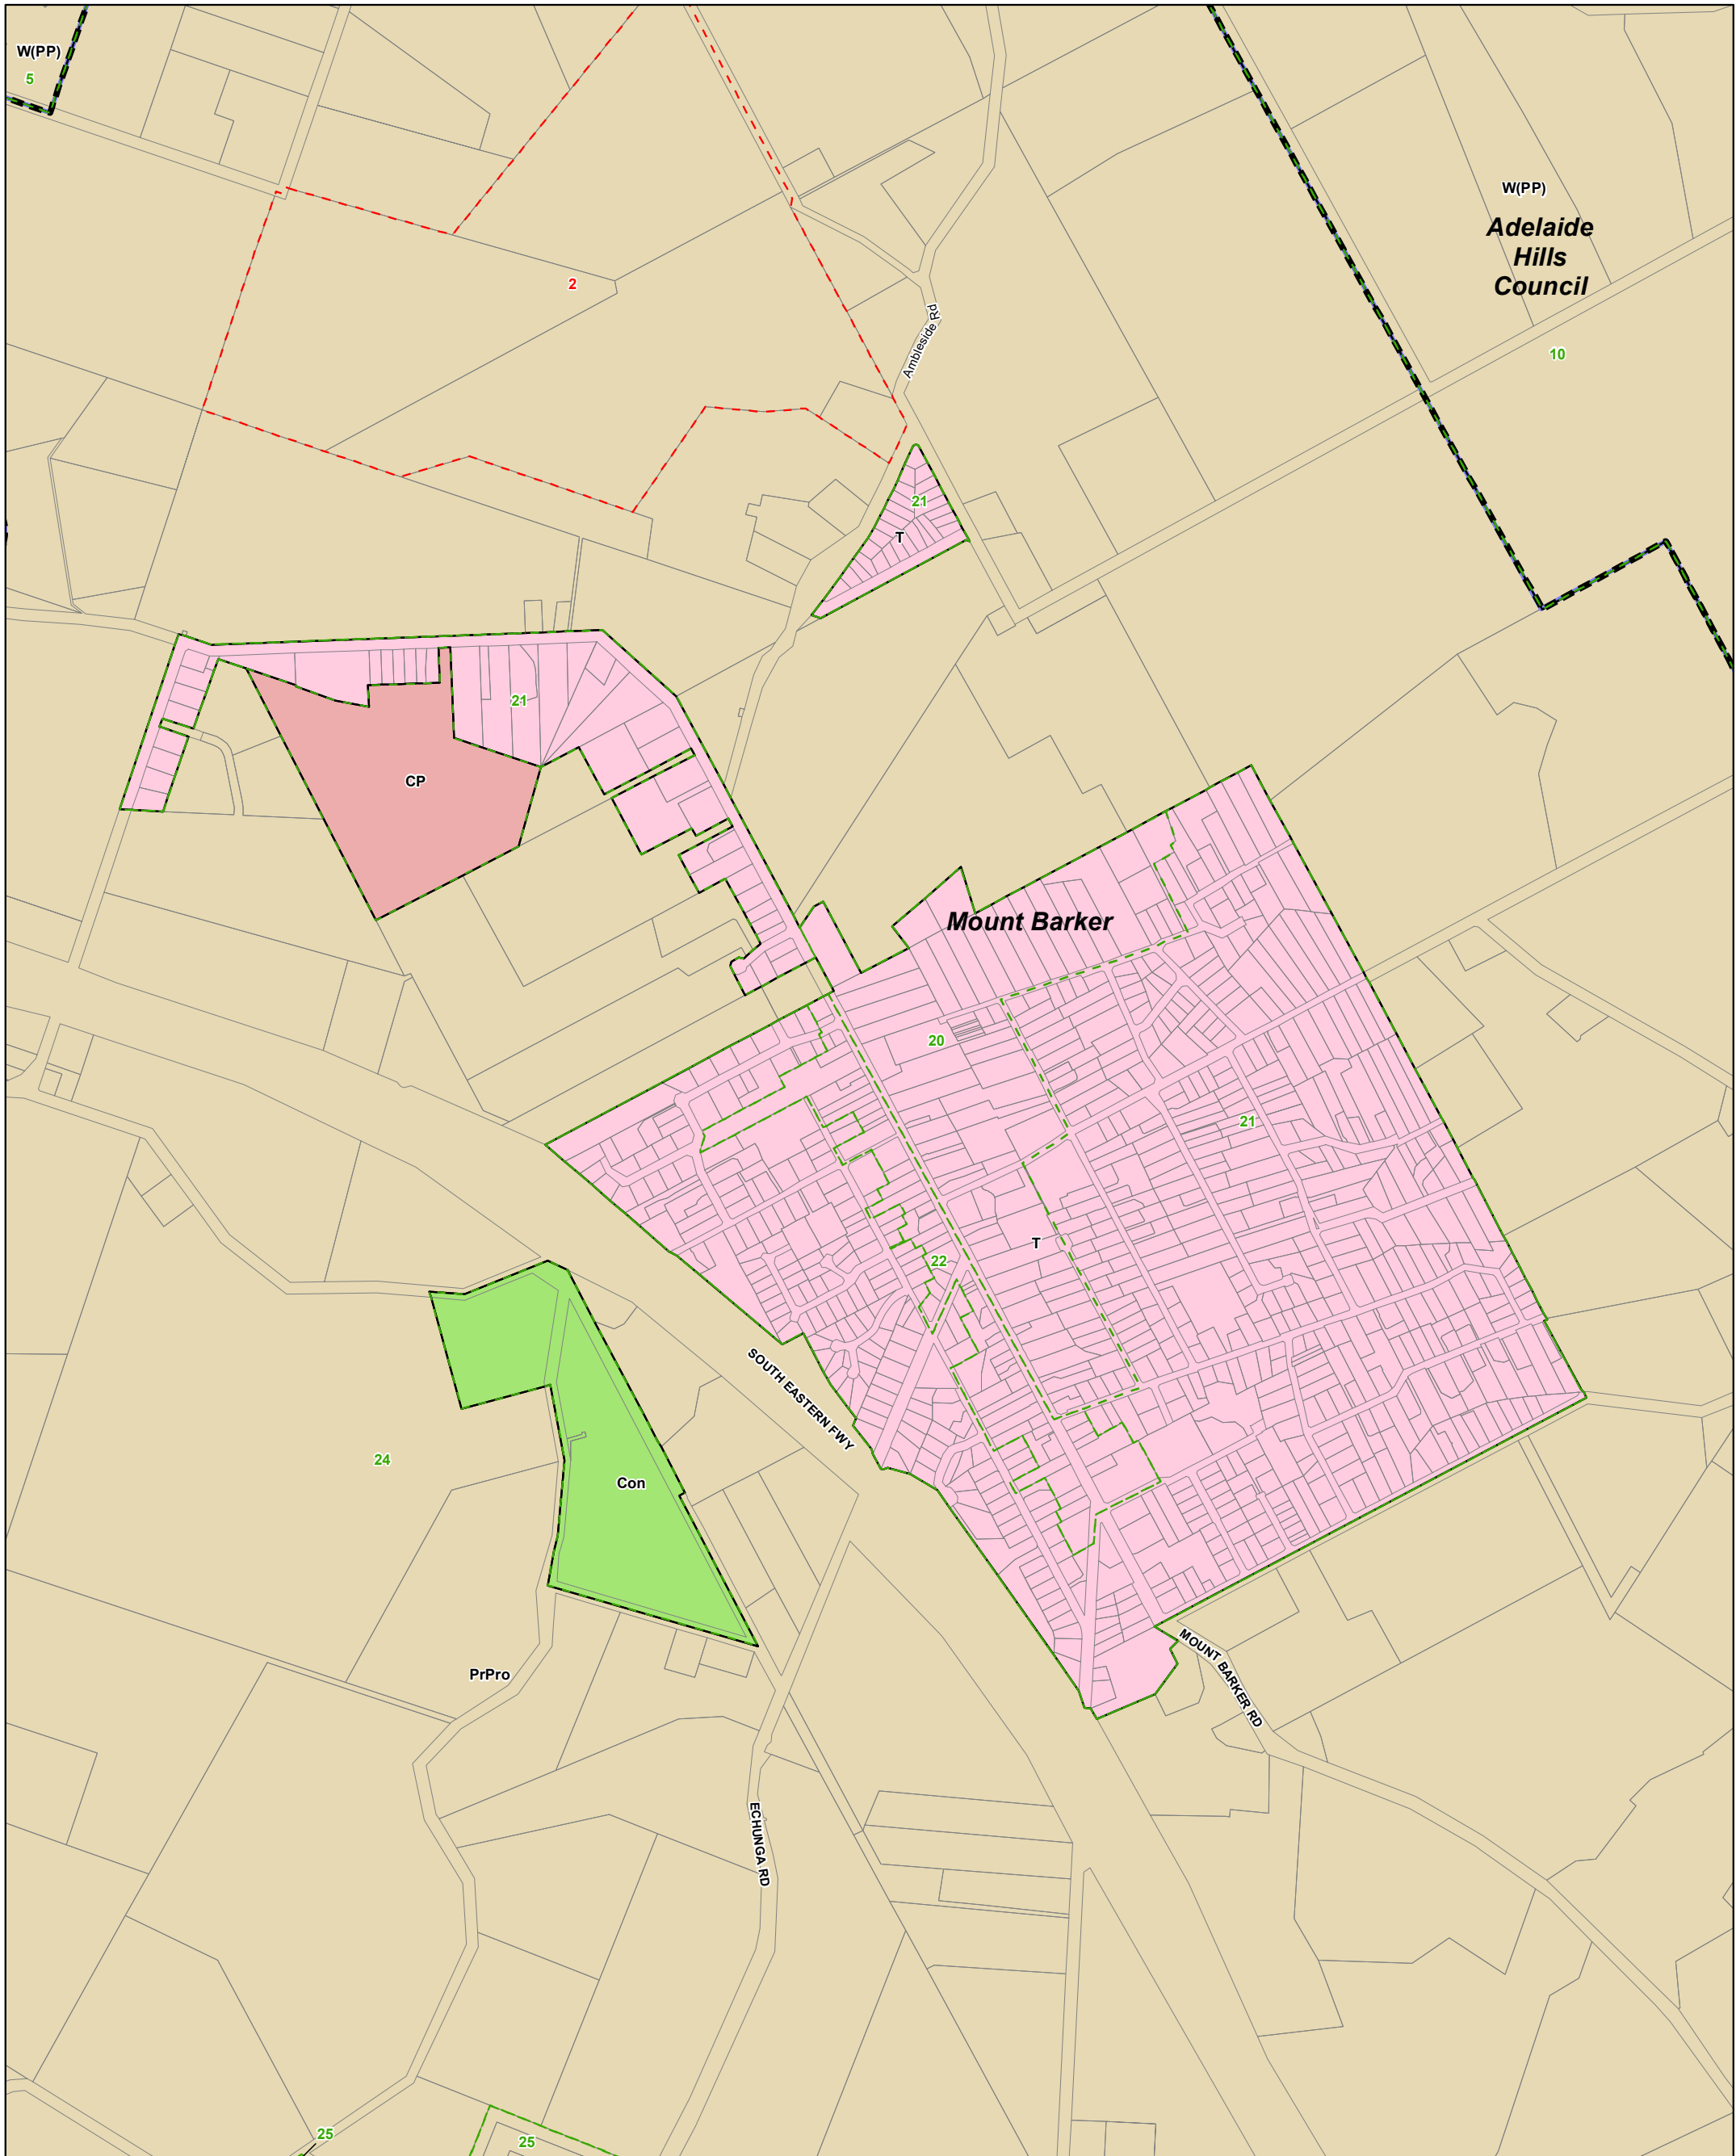 W(PP)
5
W(PP)
Adelaide
Hills
Council
2
Ambleside Rd
10
21
T
21
CP
Mount Barker
20
21
T
22
SOUTH EASTERN FWY
24
Con
MOUNT BARKER RD
PrPro
ECHUNGA RD
25
25